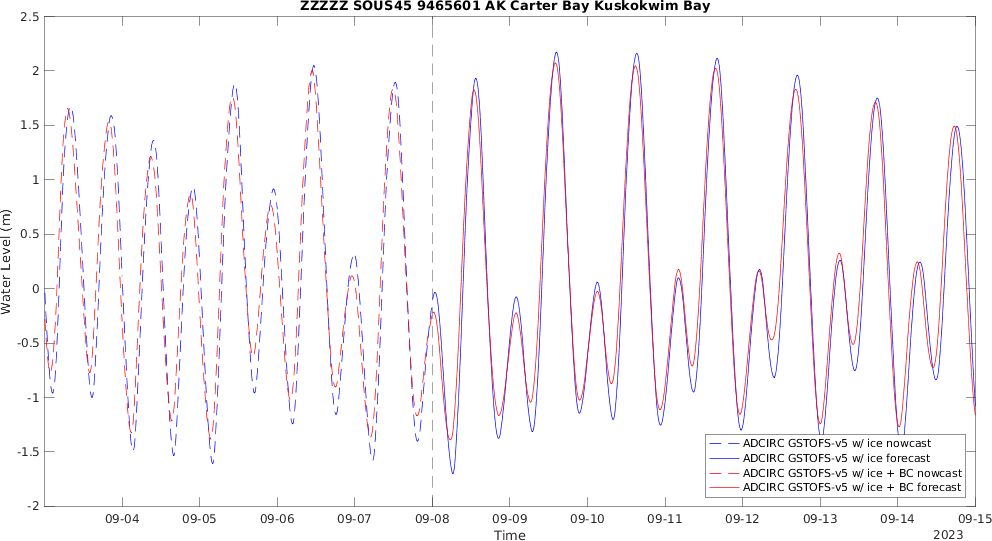 ZZZZZ SOUS45 9465601 AK Carter Bay Kuskokwim Bay
2.5
2
1.5
1
0.5
0
-0.5
-1
-1.5
-2
Water Level (m)
09-04 09-05 09-06 09-07 09-08 09-09 09-10 09-11 09-12 09-13 09-14 09-15
Time
2023
ADCIRC GSTOFS-v5 w/ ice nowcast
ADCIRC GSTOFS-v5 w/ ice forecast
ADCIRC GSTOFS-v5 w/ ice + BC nowcast
ADCIRC GSTOFS-v5 w/ ice + BC forecast